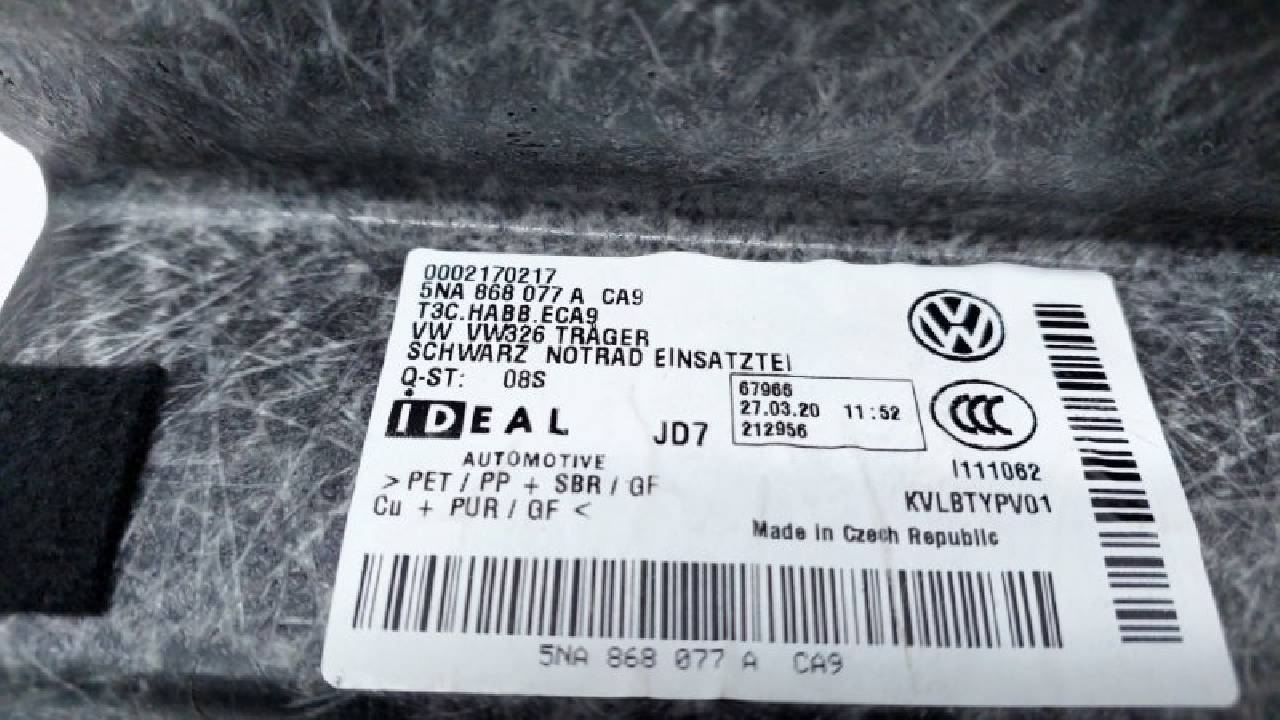 0002170217
5NA 868 077 A CA9
T3C.HABB.ECA9
VW VW326 TRÄGER
SCHWARZ NOTRAD EINSATZTEI
Q-ST: 08S
67966
27.03.20 11:52
212956
IDEAL
AUTOMOTIVE
JD7
CCC
I111062
KVLBTYPV01
>PET / PP + SBR / GF
Cu + PUR / GF <
Made in Czech Republic
5NA 868 077 A CA9